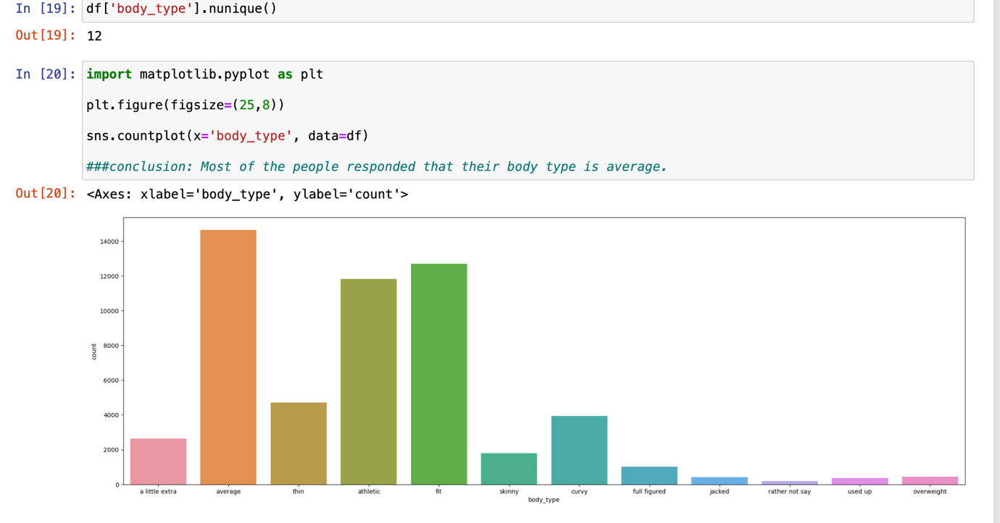 In [19]: df['body_type'].nunique()
Out[19]: 12
In [20]: import matplotlib.pyplot as plt
plt.figure(figsize=(25,8))
sns.countplot(x='body_type', data=df)
###conclusion: Most of the people responded that their body type is average.
Out[20]: <Axes: xlabel='body_type', ylabel='count'>
14000
12000
10000
8000
6000
4000
2000
0
count
a little extra average thin athletic fit skinny curvy full figured jacked rather not say used up overweight
body_type